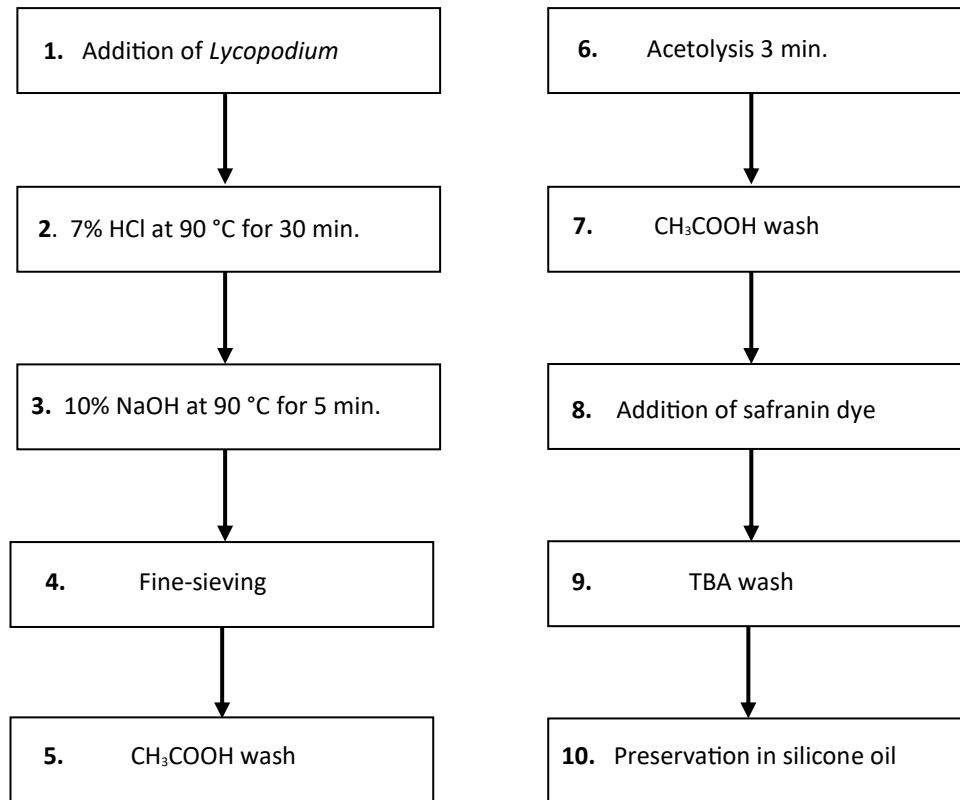 1. Addition of Lycopodium
2. 7% HCl at 90 °C for 30 min.
3. 10% NaOH at 90 °C for 5 min.
4. Fine-sieving
5. CH₃COOH wash
6. Acetolysis 3 min.
7. CH₃COOH wash
8. Addition of safranin dye
9. TBA wash
10. Preservation in silicone oil